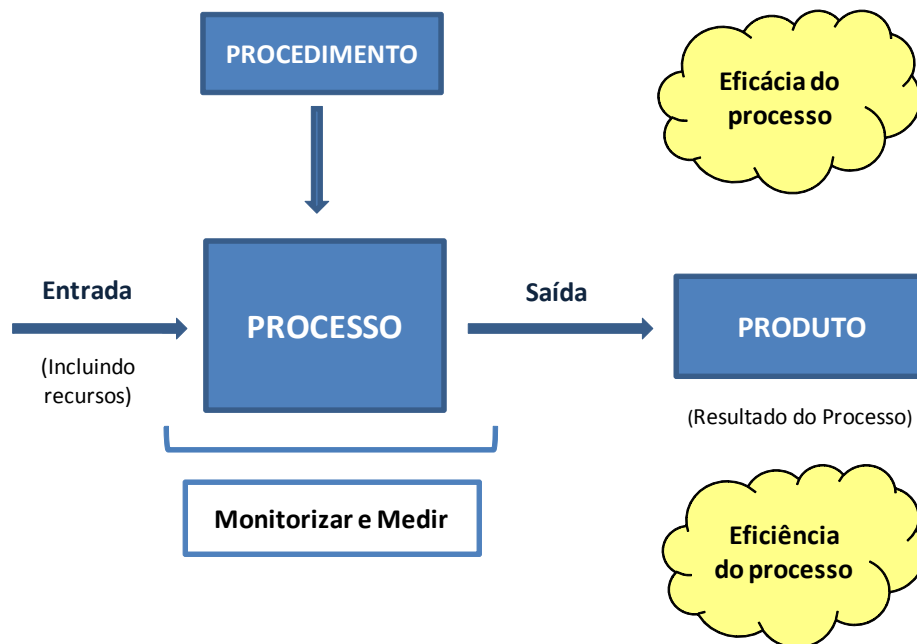 PROCEDIMENTO
Eficácia do
processo
Entrada
(Incluindo
recursos)
PROCESSO
Saída
PRODUTO
(Resultado do Processo)
Monitorizar e Medir
Eficiência
do processo